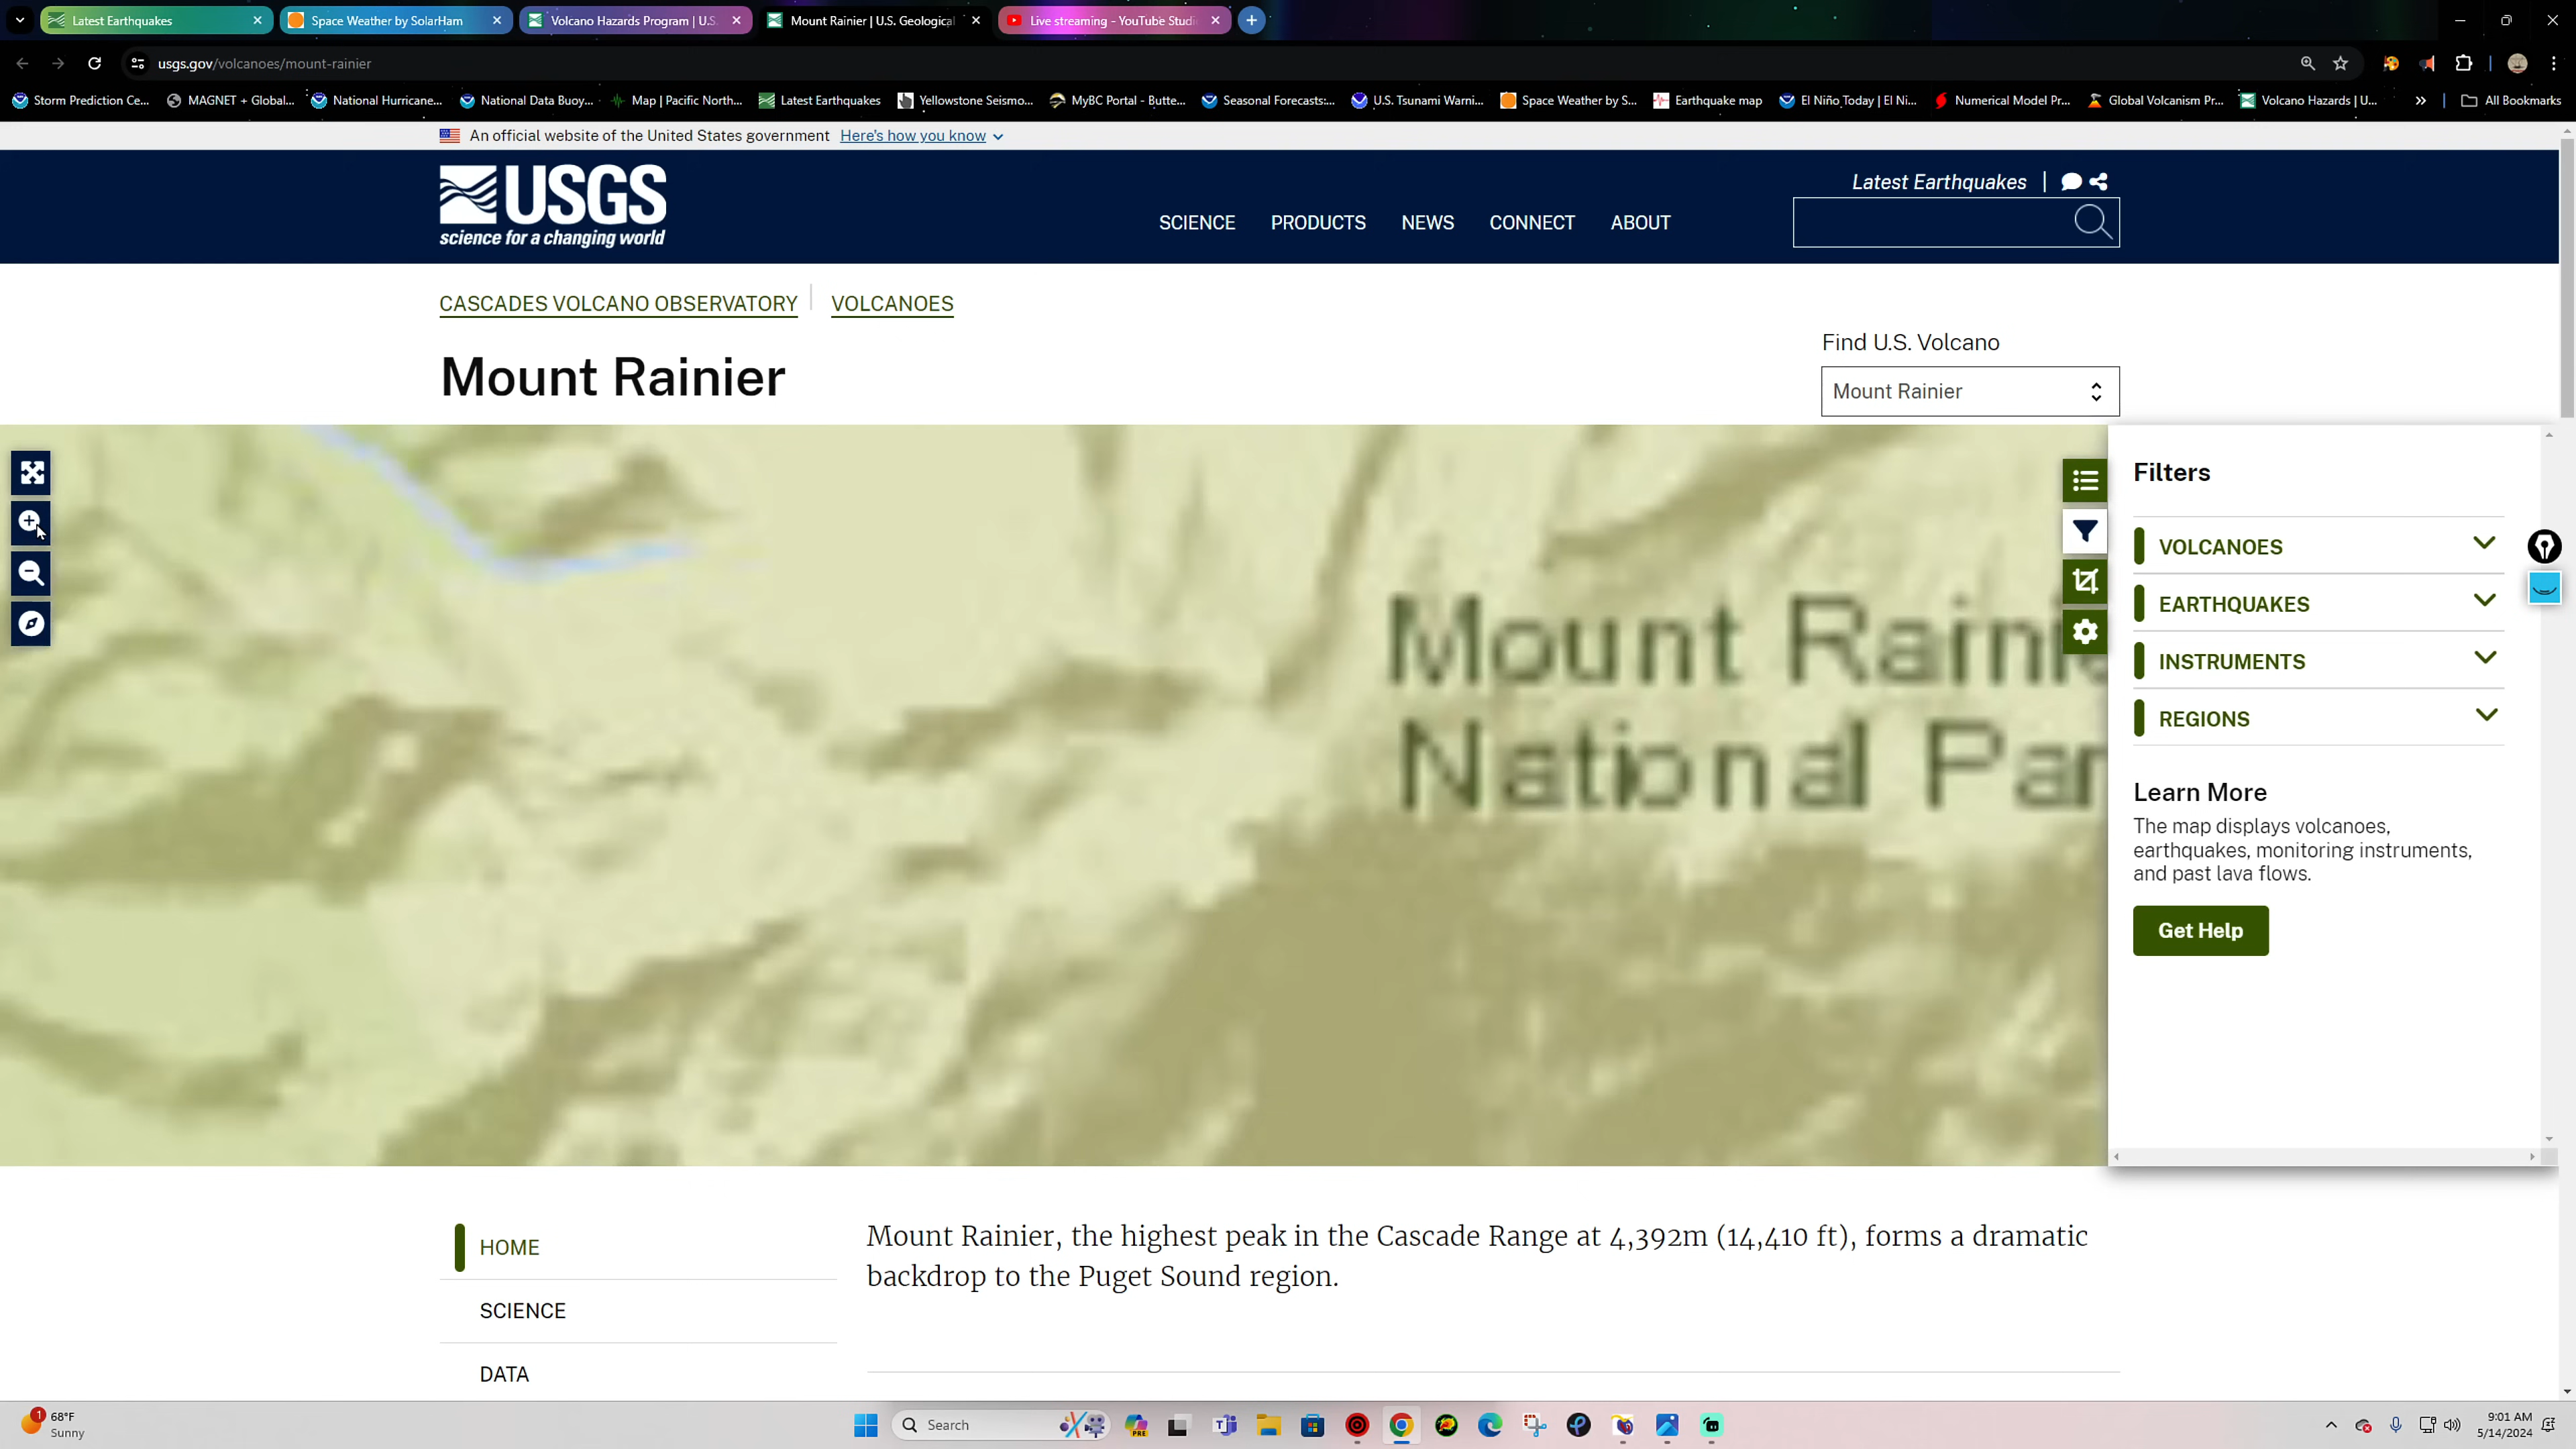 Latest Earthquakes
Space Weather by SolarHam
Volcano Hazards Program | U.S.
Mount Rainier | U.S. Geological
Live streaming - YouTube Studi
usgs.gov/volcanoes/mount-rainier
Storm Prediction Ce...
MAGNET + Global...
National Hurricane...
National Data Buoy...
Map | Pacific North...
Latest Earthquakes
Yellowstone Seismo...
MyBC Portal - Butte...
Seasonal Forecasts:...
U.S. Tsunami Warni...
Space Weather by S...
Earthquake map
El Niño Today | El Ni...
Numerical Model Pr...
Global Volcanism Pr...
Volcano Hazards | U...
All Bookmarks
An official website of the United States government Here's how you know
USGS
science for a changing world
Latest Earthquakes
SCIENCE PRODUCTS NEWS CONNECT ABOUT
CASCADES VOLCANO OBSERVATORY VOLCANOES
Mount Rainier
Find U.S. Volcano
Mount Rainier
Mount Rainie
National Par
Filters
VOLCANOES
EARTHQUAKES
INSTRUMENTS
REGIONS
Learn More
The map displays volcanoes,
earthquakes, monitoring instruments,
and past lava flows.
Get Help
HOME
SCIENCE
DATA
Mount Rainier, the highest peak in the Cascade Range at 4,392m (14,410 ft), forms a dramatic
backdrop to the Puget Sound region.
1
68°F
Sunny
Search
PRE
9:01 AM
5/14/2024